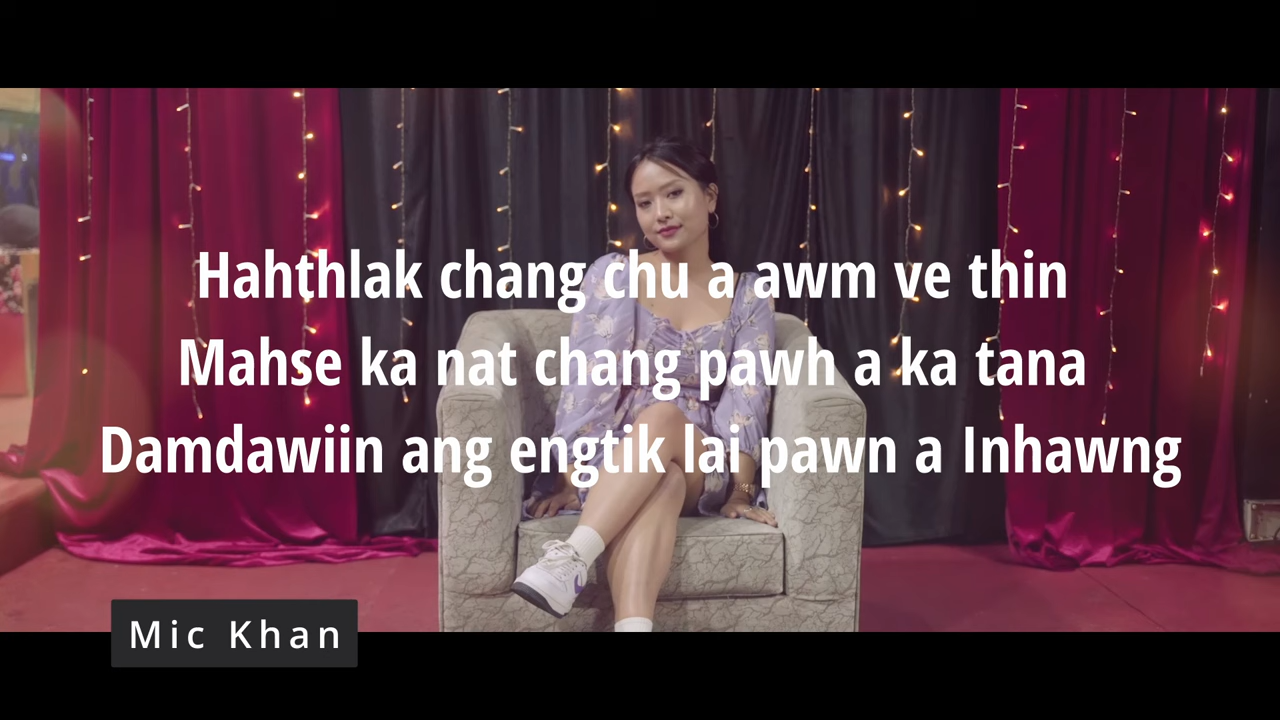 Hahthlak chang chu a awm ve thin
Mahse ka nat chang pawh a ka tana
Damdawiin ang engtik lai pawn a Inhawng
Mic Khan